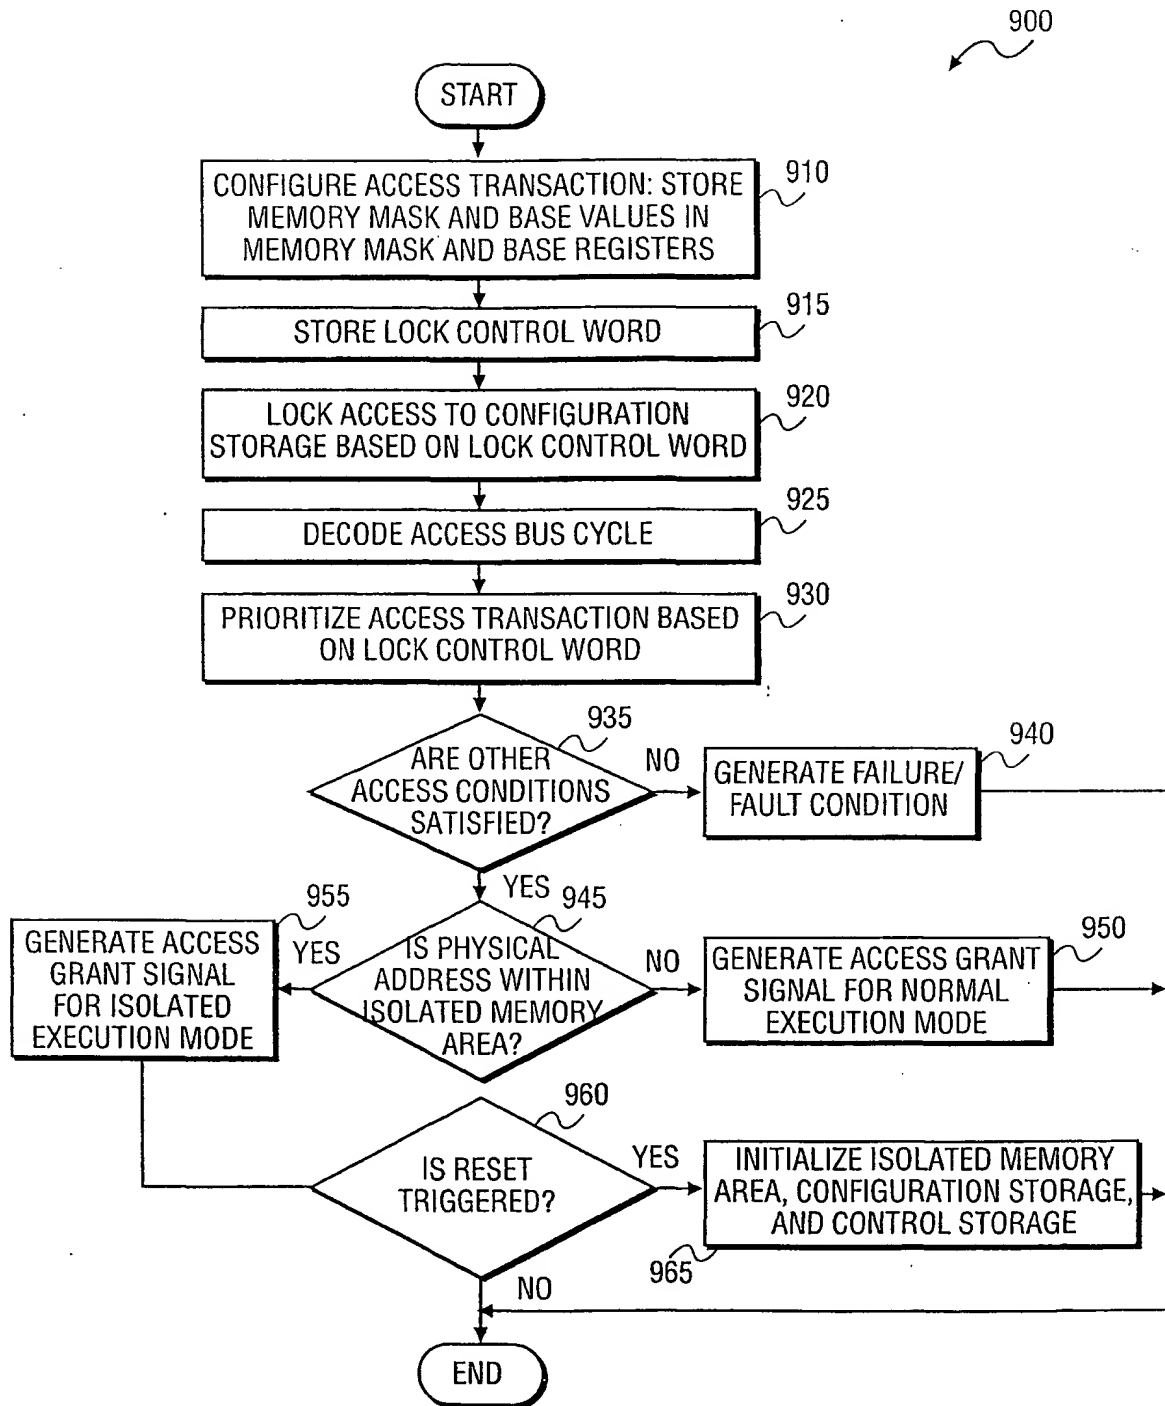 900
START
CONFIGURE ACCESS TRANSACTION: STORE
MEMORY MASK AND BASE VALUES IN
MEMORY MASK AND BASE REGISTERS
910
STORE LOCK CONTROL WORD
915
LOCK ACCESS TO CONFIGURATION
STORAGE BASED ON LOCK CONTROL WORD
920
DECODE ACCESS BUS CYCLE
925
PRIORITIZE ACCESS TRANSACTION BASED
ON LOCK CONTROL WORD
930
ARE OTHER
ACCESS CONDITIONS
SATISFIED?
935
NO
GENERATE FAILURE/
FAULT CONDITION
940
YES
IS PHYSICAL
ADDRESS WITHIN
ISOLATED MEMORY
AREA?
945
YES
GENERATE ACCESS
GRANT SIGNAL
FOR ISOLATED
EXECUTION MODE
955
NO
GENERATE ACCESS GRANT
SIGNAL FOR NORMAL
EXECUTION MODE
950
IS RESET
TRIGGERED?
960
YES
INITIALIZE ISOLATED MEMORY
AREA, CONFIGURATION STORAGE,
AND CONTROL STORAGE
965
NO
END